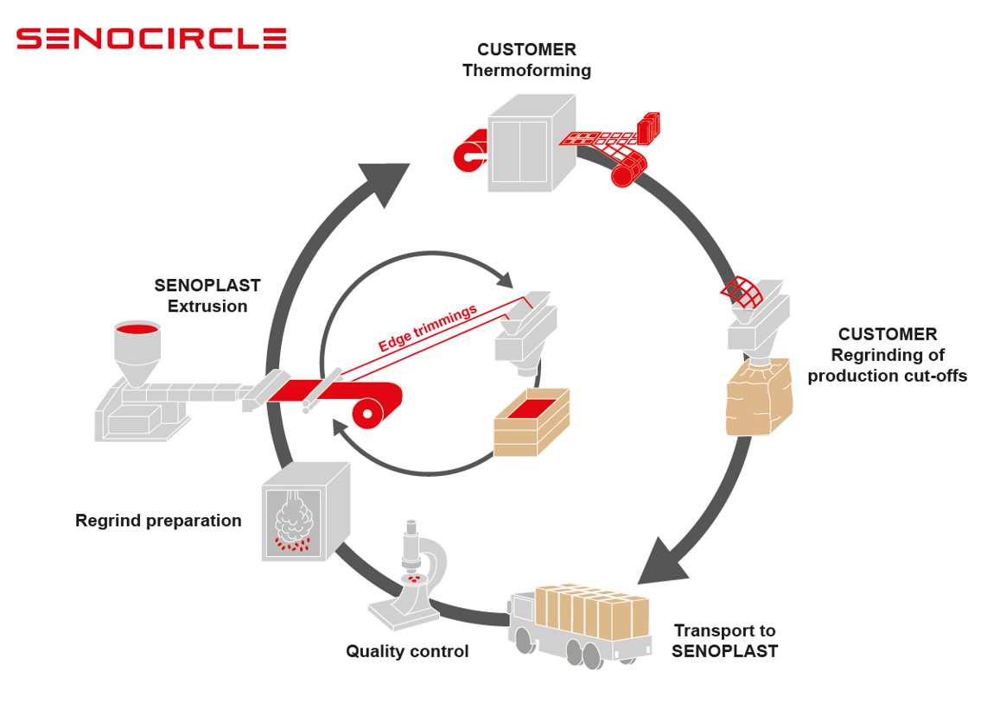 SENOCIRCLE
CUSTOMER
Thermoforming
SENOPLAST
Extrusion
Edge trimmings
CUSTOMER
Regrinding of
production cut-offs
Regrind preparation
Quality control
Transport to
SENOPLAST